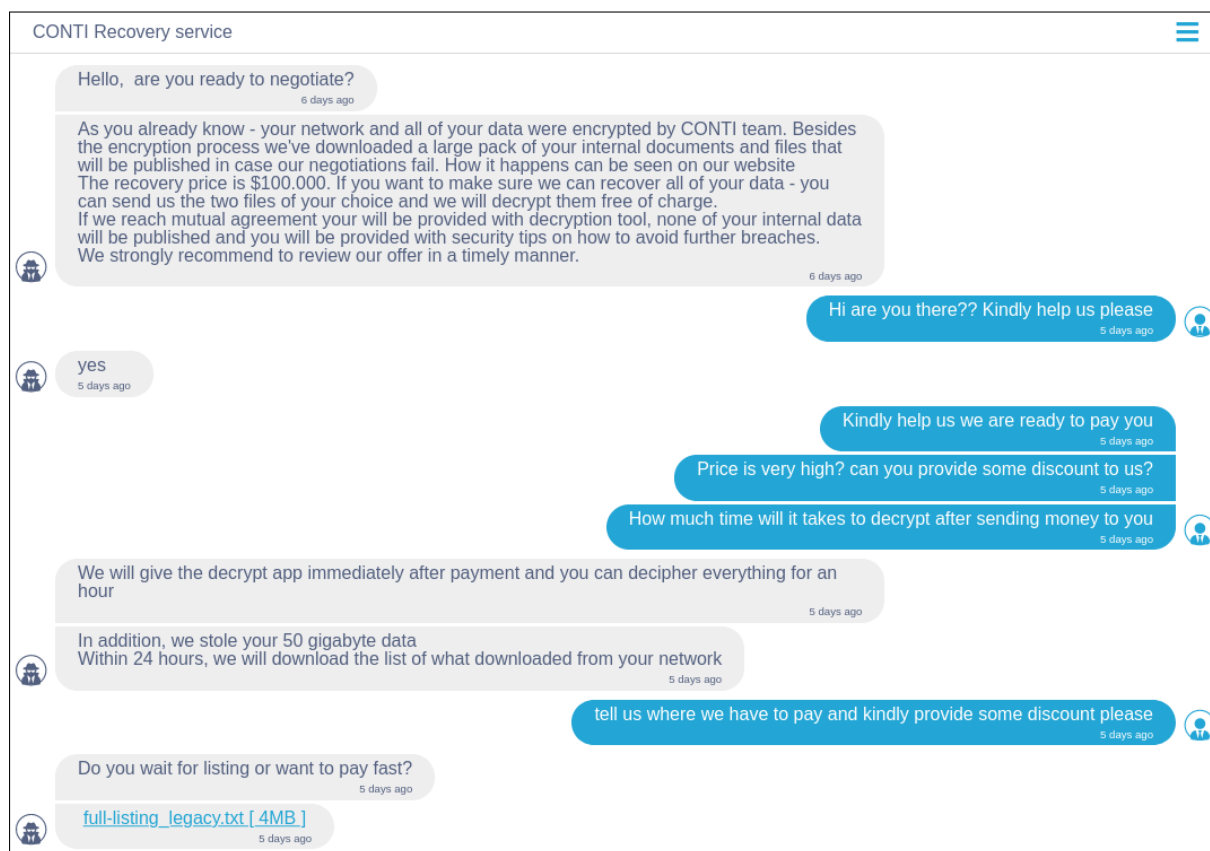 CONTI Recovery service
Hello,  are you ready to negotiate?
6 days ago
As you already know - your network and all of your data were encrypted by CONTI team. Besides
the encryption process we've downloaded a large pack of your internal documents and files that
will be published in case our negotiations fail. How it happens can be seen on our website
The recovery price is $100.000. If you want to make sure we can recover all of your data - you
can send us the two files of your choice and we will decrypt them free of charge.
If we reach mutual agreement your will be provided with decryption tool, none of your internal data
will be published and you will be provided with security tips on how to avoid further breaches.
We strongly recommend to review our offer in a timely manner.
6 days ago
Hi are you there?? Kindly help us please
5 days ago
yes
5 days ago
Kindly help us we are ready to pay you
5 days ago
Price is very high? can you provide some discount to us?
5 days ago
How much time will it takes to decrypt after sending money to you
5 days ago
We will give the decrypt app immediately after payment and you can decipher everything for an
hour
5 days ago
In addition, we stole your 50 gigabyte data
Within 24 hours, we will download the list of what downloaded from your network
5 days ago
tell us where we have to pay and kindly provide some discount please
5 days ago
Do you wait for listing or want to pay fast?
5 days ago
full-listing_legacy.txt [ 4MB ]
5 days ago